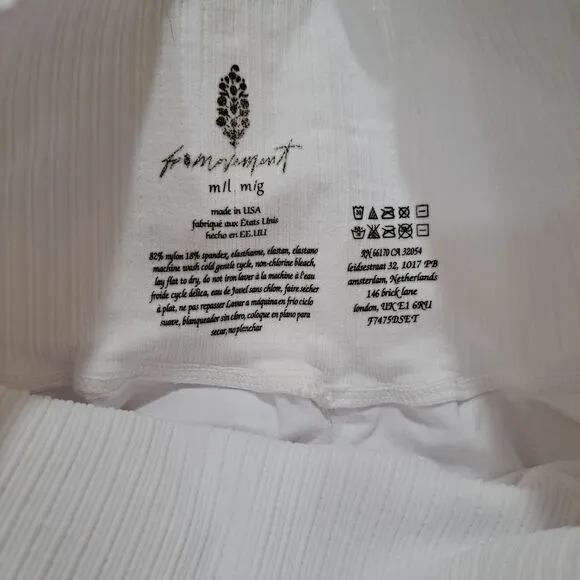 fp movement
m/l m/g
made in USA
fabriqué aux États Unis
hecho en EE.UU
82% nylon 18% spandex, elasthanne, elastan, elastano
machine wash cold gentle cycle, non-chlorine bleach,
lay flat to dry, do not iron laver à la machine à l'eau
froide cycle délica, eau de Javel sans chlore, faire sécher
à plat, ne pas repasser Lavar a máquina en frío ciclo
suave, blanqueador sin cloro, coloque en plano para
secar, no planchar
RN 66170 CA 32054
leidsestraat 32, 1017 PB
amsterdam, Netherlands
146 brick lane
london, UK E1 6RU
F7475DSET